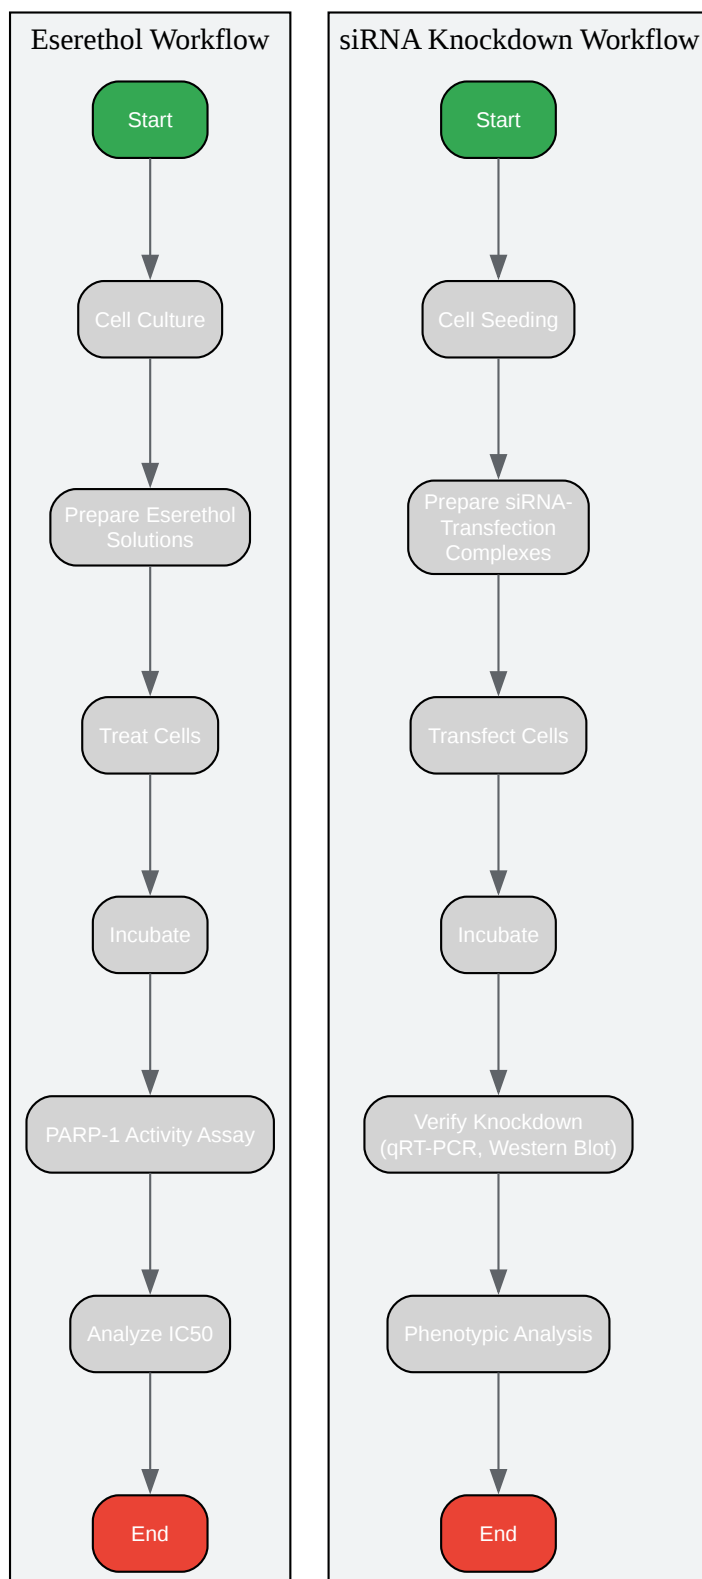 Eserethol Workflow
Start
Cell Culture
Prepare Eserethol
Solutions
Treat Cells
Incubate
PARP-1 Activity Assay
Analyze IC50
End
siRNA Knockdown Workflow
Start
Cell Seeding
Prepare siRNA-
Transfection
Complexes
Transfect Cells
Incubate
Verify Knockdown
(qRT-PCR, Western Blot)
Phenotypic Analysis
End